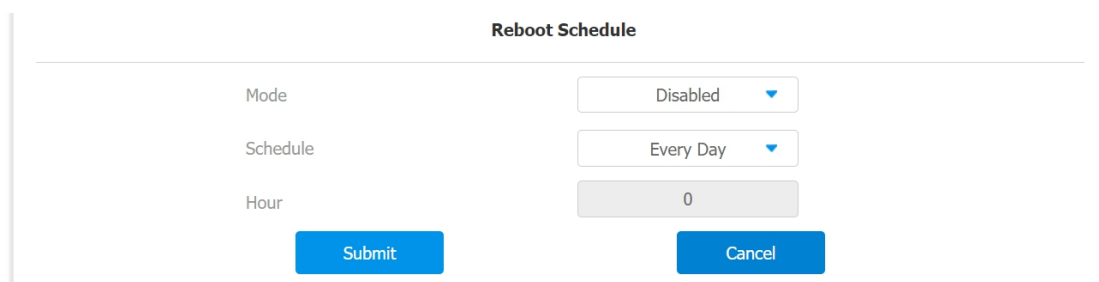 Reboot Schedule
Mode Disabled
Schedule Every Day
Hour 0
Submit Cancel